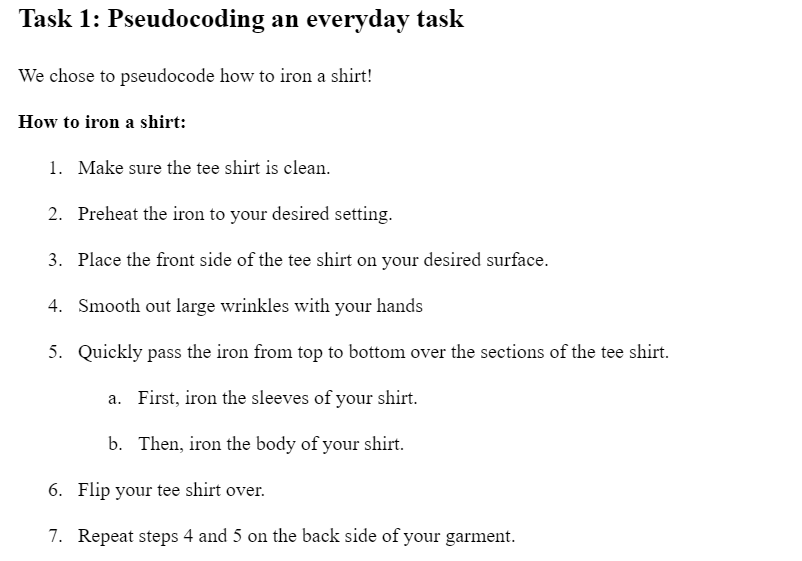 Task 1: Pseudocoding an everyday task
We chose to pseudocode how to iron a shirt!
How to iron a shirt:
1. Make sure the tee shirt is clean.
2. Preheat the iron to your desired setting.
3. Place the front side of the tee shirt on your desired surface.
4. Smooth out large wrinkles with your hands
5. Quickly pass the iron from top to bottom over the sections of the tee shirt.
a. First, iron the sleeves of your shirt.
b. Then, iron the body of your shirt.
6. Flip your tee shirt over.
7. Repeat steps 4 and 5 on the back side of your garment.